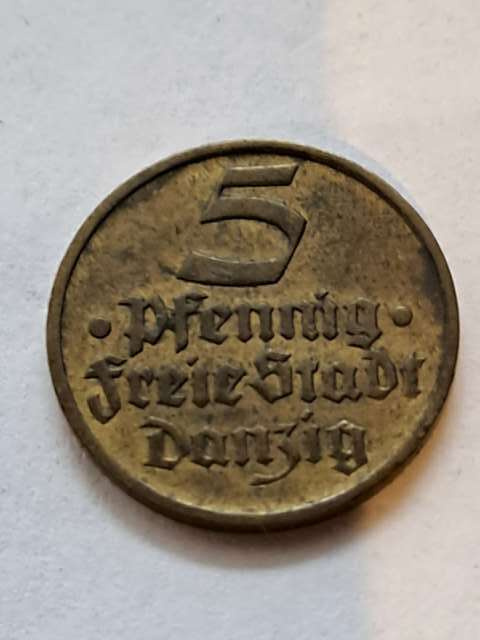 5
• Pfennig •
Freie Stadt
Danzig